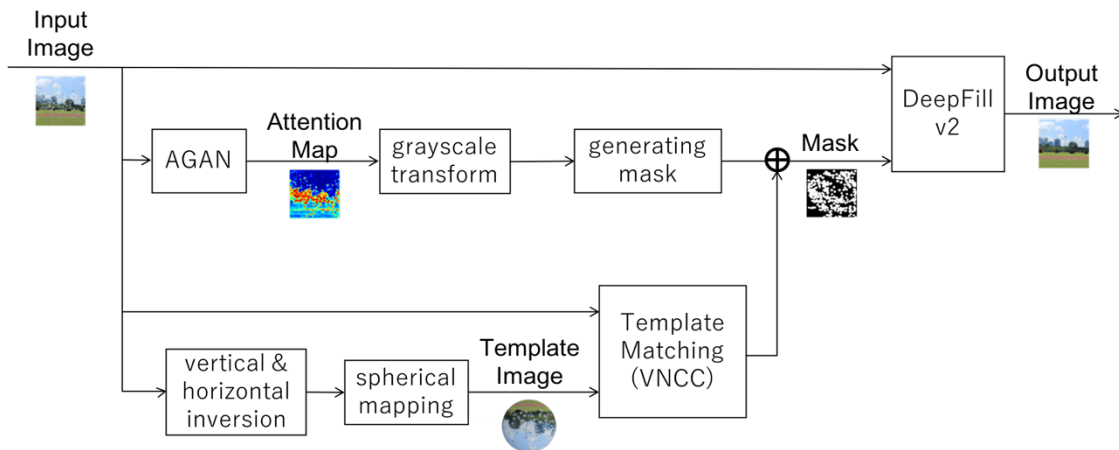 Input
Image
AGAN
Attention
Map
grayscale
transform
generating
mask
Mask
DeepFill
v2
Output
Image
vertical &
horizontal
inversion
spherical
mapping
Template
Image
Template
Matching
(VNCC)